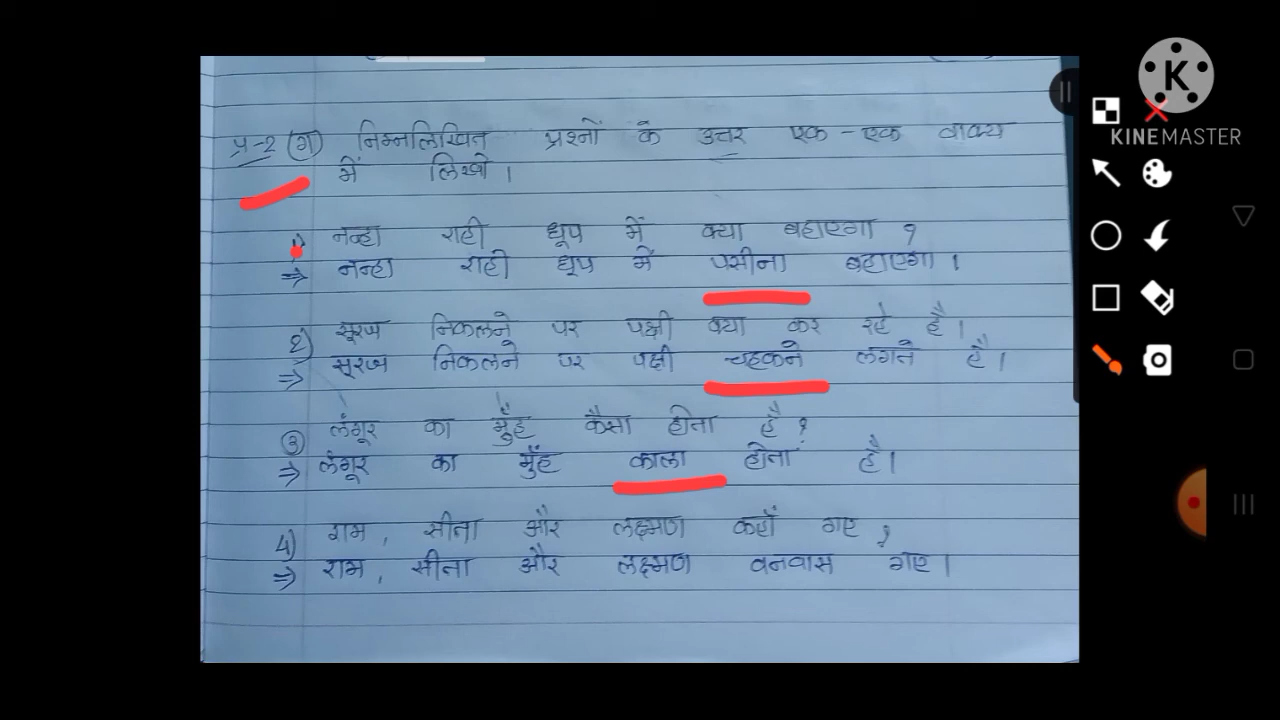 KINEMASTER
प्र-2 (ग) निम्नलिखित प्रश्नों के उत्तर एक-एक वाक्य
में लिखो।
1) नन्हा राही धूप में क्या बहाएगा ?
⇒ नन्हा राही धूप में पसीना बहाएगा।
2) सूरज निकलने पर पक्षी क्या कर रहे है।
⇒ सूरज निकलने पर पक्षी चहकने लगते है।
③ लंगूर का मुँह कैसा होता है ?
⇒ लंगूर का मुँह काला होता है।
4) राम, सीता और लक्ष्मण कहाँ गए ?
⇒ राम, सीता और लक्ष्मण वनवास गए।